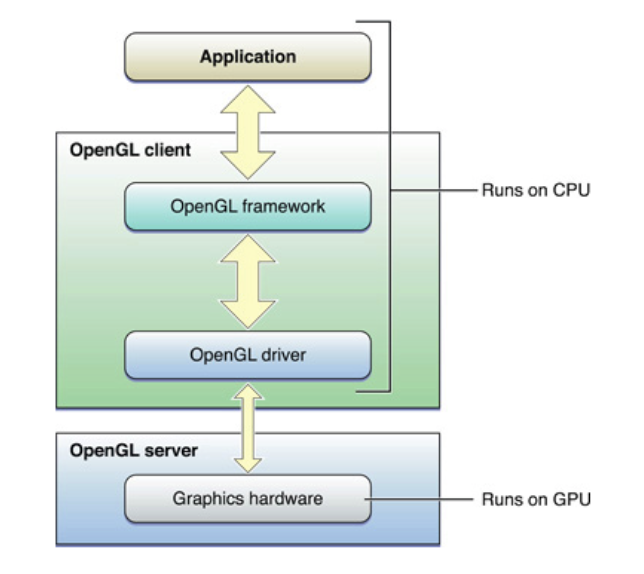 Application
OpenGL client
OpenGL framework
Runs on CPU
OpenGL driver
OpenGL server
Graphics hardware
Runs on GPU